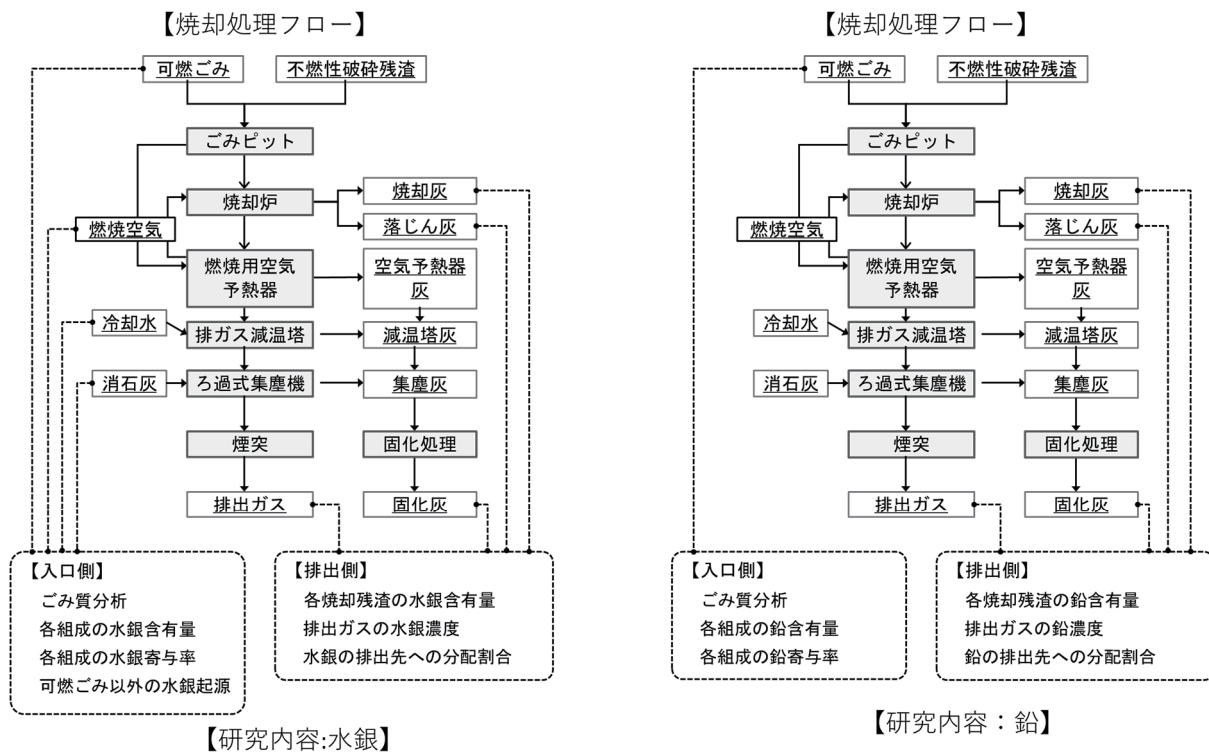 【焼却処理フロー】
可燃ごみ
不燃性破砕残渣
ごみピット
焼却炉
焼却灰
燃焼空気
落じん灰
燃焼用空気
予熱器
空気予熱器
灰
冷却水
排ガス減温塔
減温塔灰
消石灰
ろ過式集塵機
集塵灰
煙突
固化処理
排出ガス
固化灰
【入口側】
ごみ質分析
各組成の水銀含有量
各組成の水銀寄与率
可燃ごみ以外の水銀起源
【排出側】
各焼却残渣の水銀含有量
排出ガスの水銀濃度
水銀の排出先への分配割合
【研究内容:水銀】
【焼却処理フロー】
可燃ごみ
不燃性破砕残渣
ごみピット
焼却炉
焼却灰
燃焼空気
落じん灰
燃焼用空気
予熱器
空気予熱器
灰
冷却水
排ガス減温塔
減温塔灰
消石灰
ろ過式集塵機
集塵灰
煙突
固化処理
排出ガス
固化灰
【入口側】
ごみ質分析
各組成の鉛含有量
各組成の鉛寄与率
【排出側】
各焼却残渣の鉛含有量
排出ガスの鉛濃度
鉛の排出先への分配割合
【研究内容：鉛】